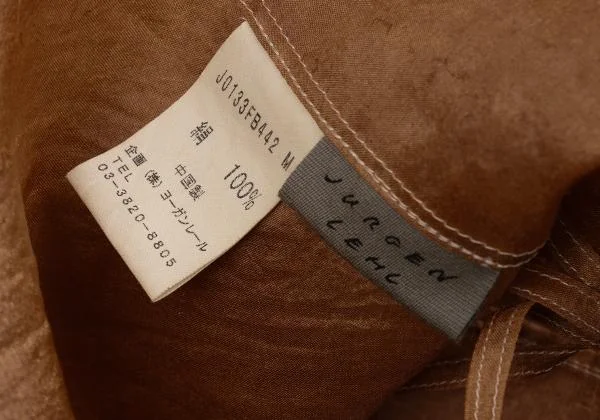 J0133FB442 M
絹 100%
中国製
企画 (株) ヨーガンレール
TEL
03-3820-8805
JURGEN
LEHL